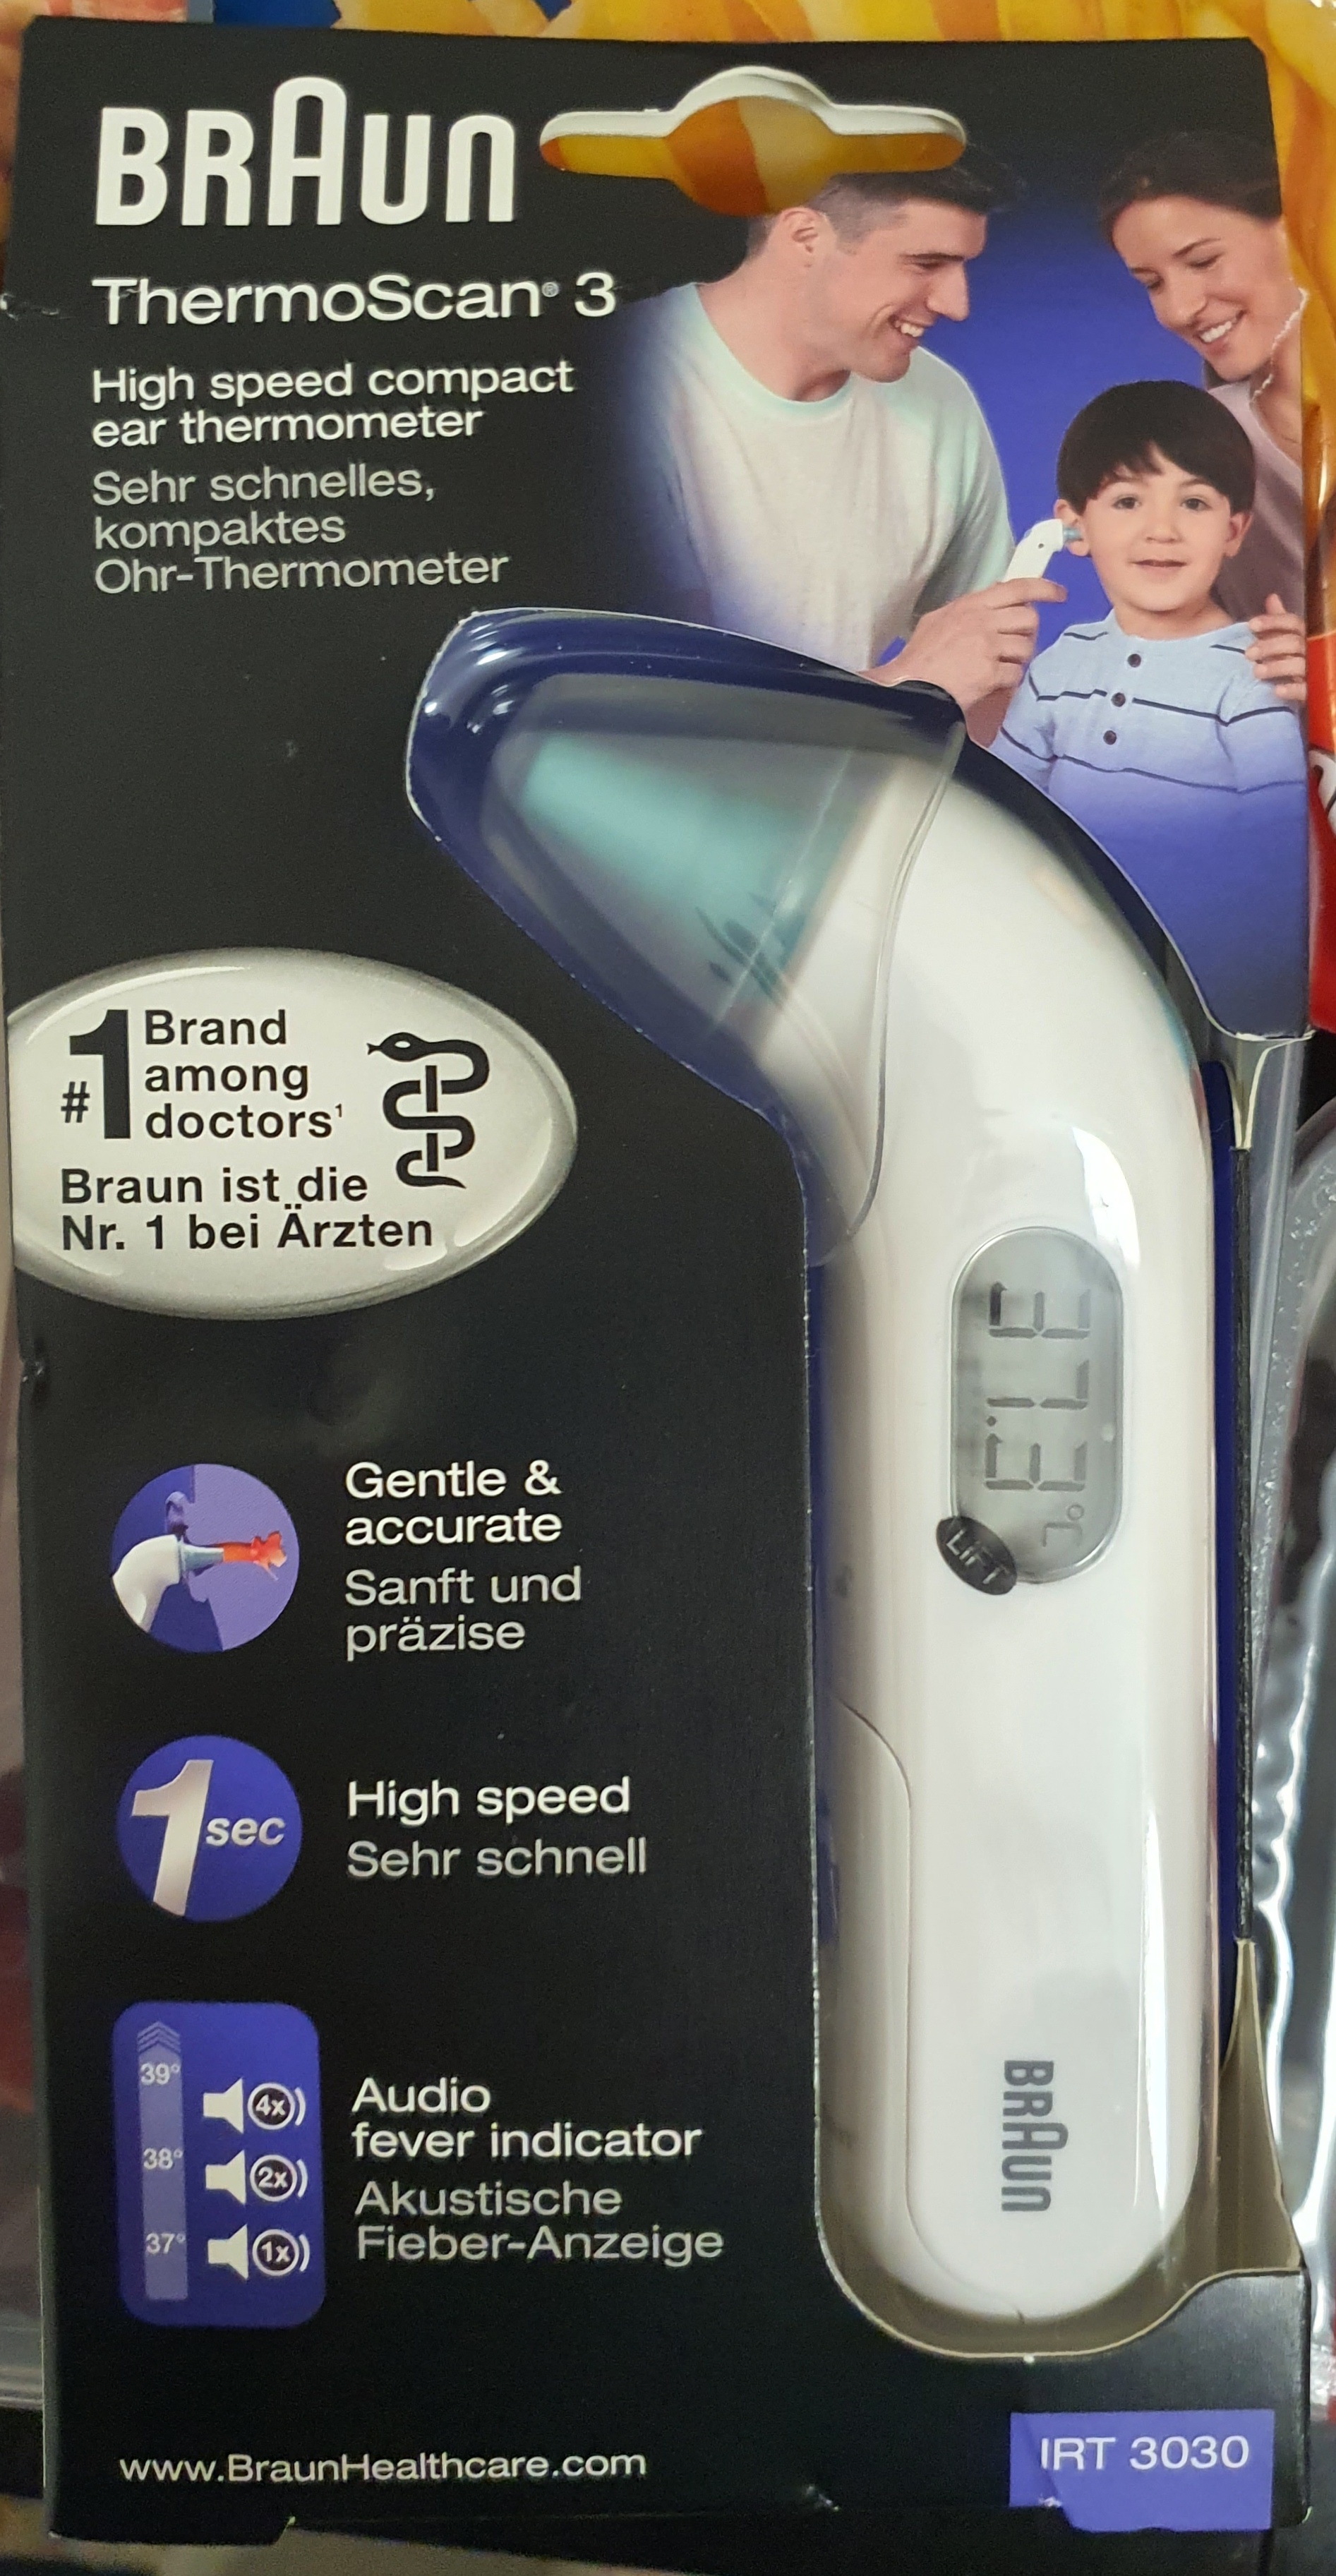 BRAUN
ThermoScan® 3
High speed compact
ear thermometer
Sehr schnelles,
kompaktes
Ohr-Thermometer
#1 Brand
among
doctors¹
Braun ist die
Nr. 1 bei Ärzten
37.3 °C
LIFT
Gentle &
accurate
Sanft und
präzise
1 sec
High speed
Sehr schnell
39°
4x
38°
2x
37°
1x
Audio
fever indicator
Akustische
Fieber-Anzeige
BRAUN
www.BraunHealthcare.com
IRT 3030